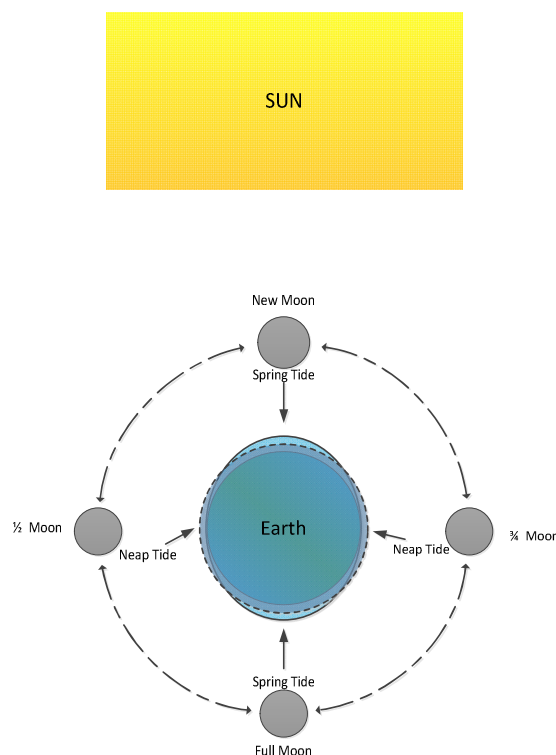 SUN
New Moon
Spring Tide
½ Moon
Neap Tide
Earth
Neap Tide
¾ Moor
Spring Tide
Full Moon